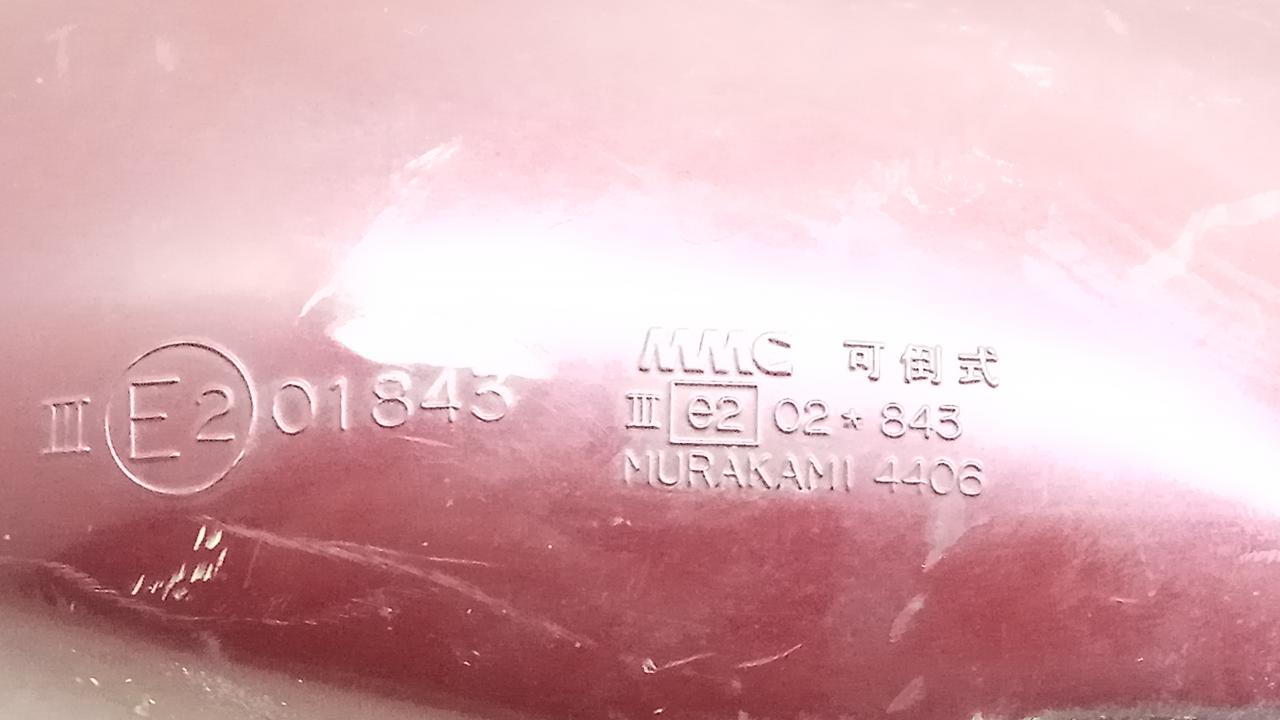 III E2 01843
MMC 可倒式
III e2 02*843
MURAKAMI 4406